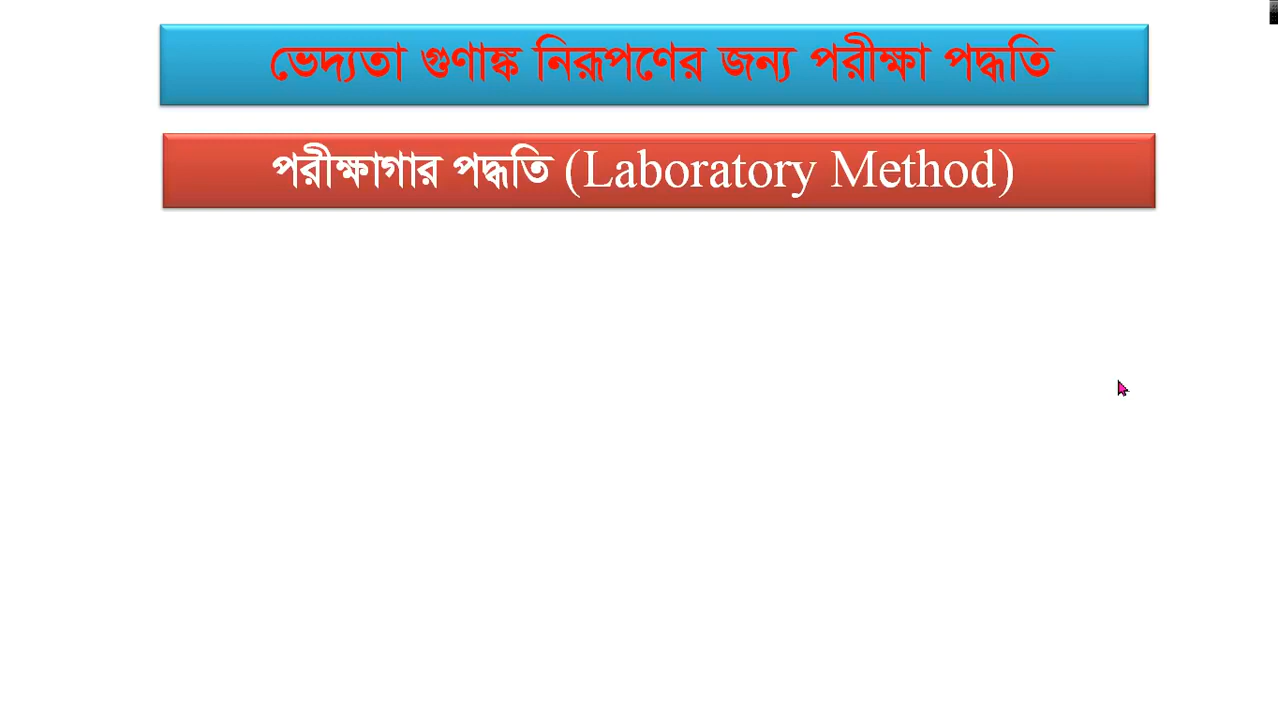 ভেদ্যতা গুণাঙ্ক নিরূপণের জন্য পরীক্ষা পদ্ধতি
পরীক্ষাগার পদ্ধতি (Laboratory Method)